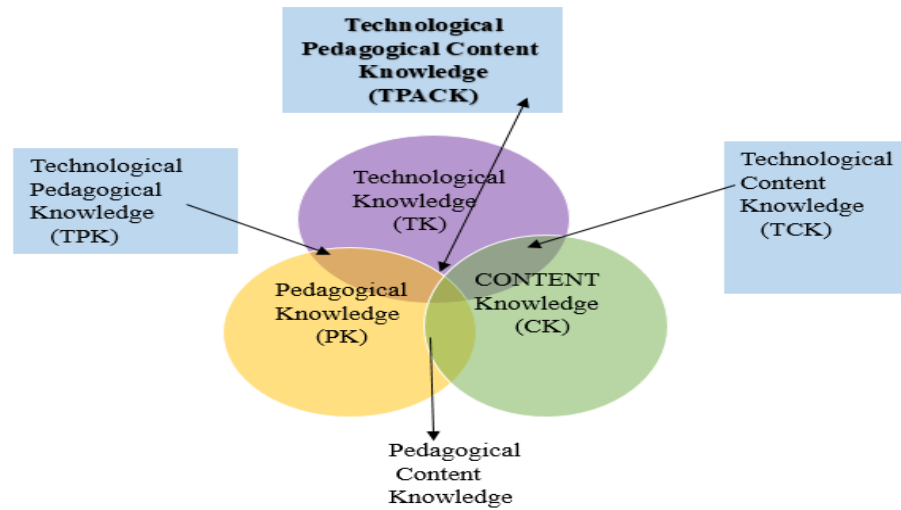 Technological
Pedagogical Content
Knowledge
(TPACK)
Technological
Pedagogical
Knowledge
(TPK)
Technological
Knowledge
(TK)
Technological
Content
Knowledge
(TCK)
Pedagogical
Knowledge
(PK)
CONTENT
Knowledge
(CK)
Pedagogical
Content
Knowledge